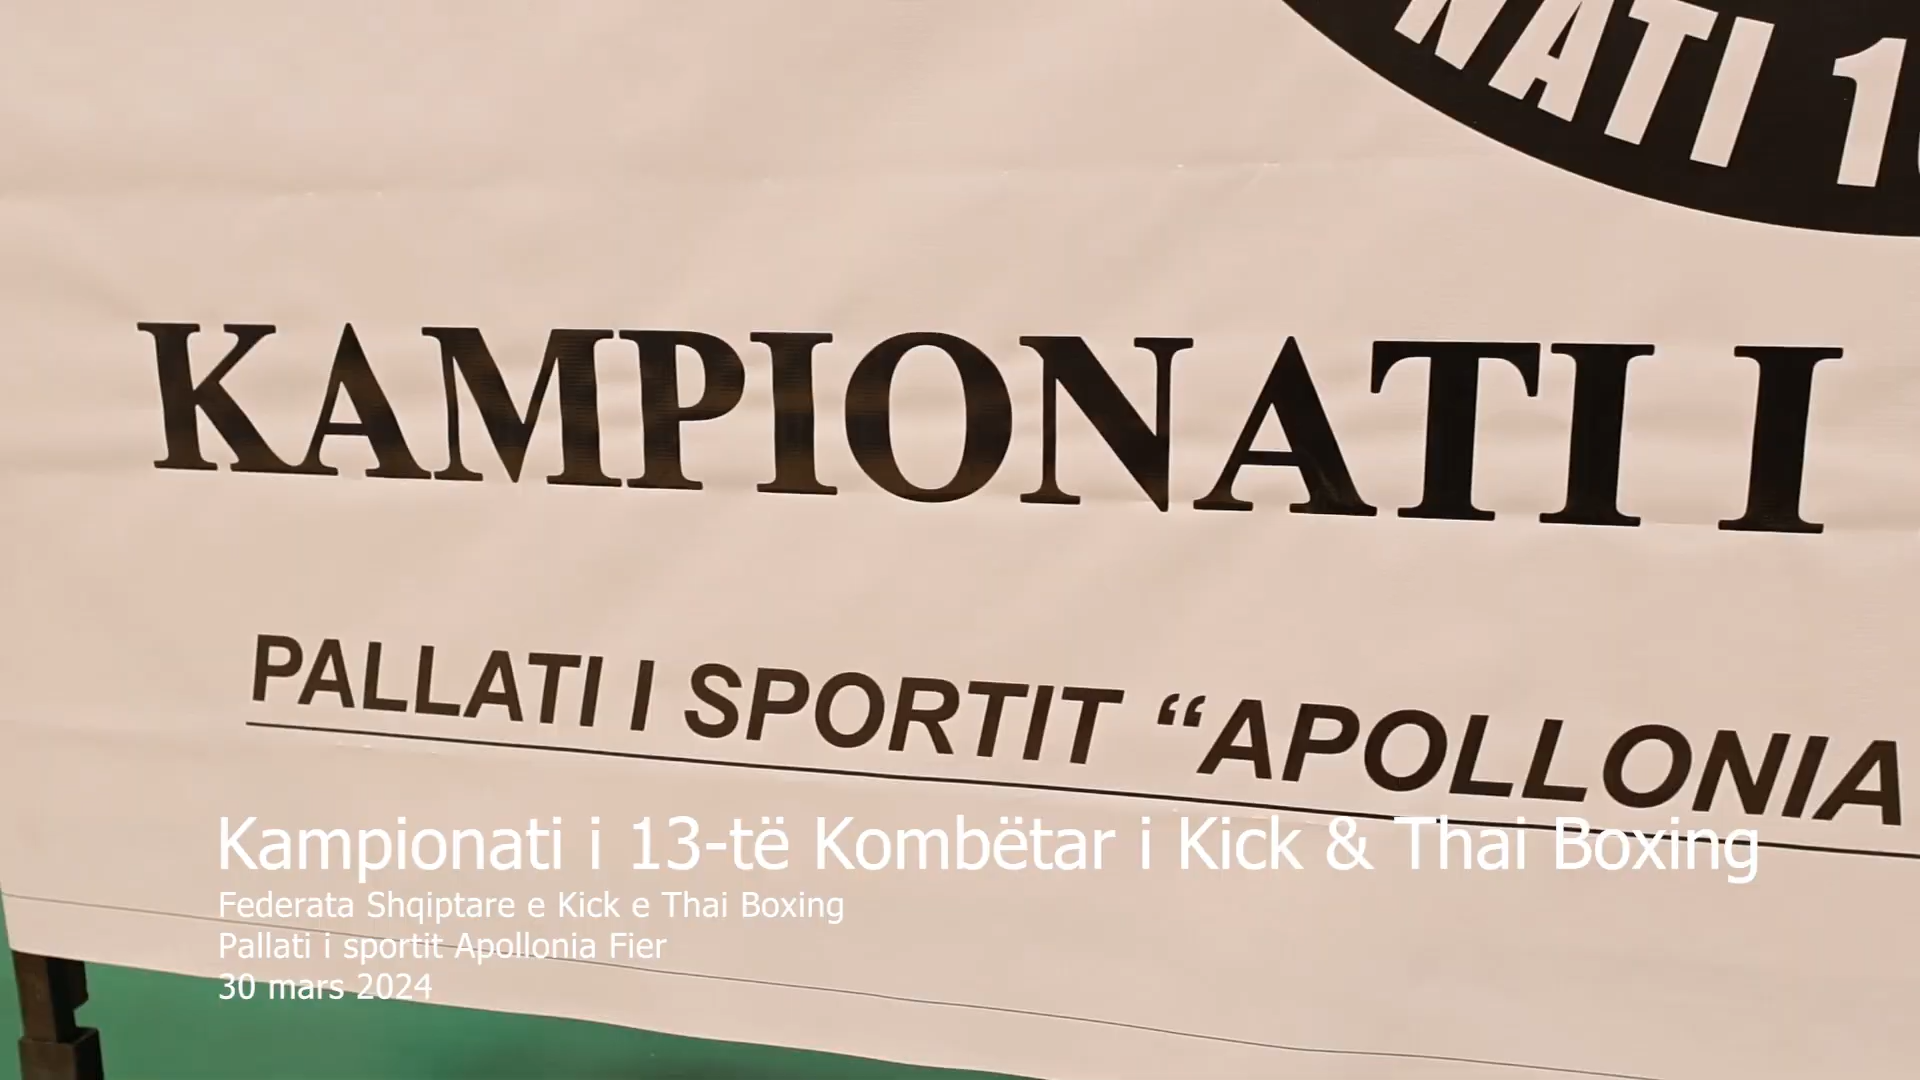 NATI 1
KAMPIONATI I
PALLATI I SPORTIT “APOLLONIA
Kampionati i 13-të Kombëtar i Kick & Thai Boxing
Federata Shqiptare e Kick e Thai Boxing
Pallati i sportit Apollonia Fier
30 mars 2024